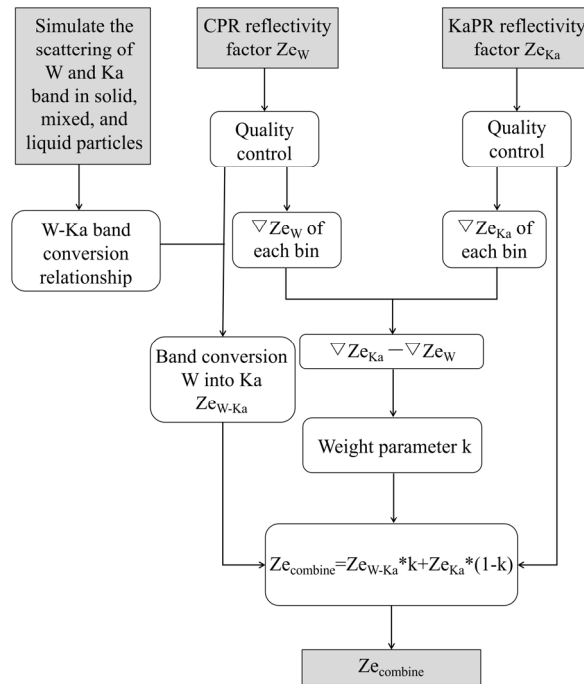 Simulate the
scattering of
W and Ka
band in solid,
mixed, and
liquid particles
CPR reflectivity
factor Ze_W
KaPR reflectivity
factor Ze_Ka
Quality
control
Quality
control
W-Ka band
conversion
relationship
▽Ze_W of
each bin
▽Ze_Ka of
each bin
Band conversion
W into Ka
Ze_W-Ka
▽Ze_Ka－▽Ze_W
Weight parameter k
Ze_combine=Ze_W-Ka*k+Ze_Ka*(1-k)
Ze_combine